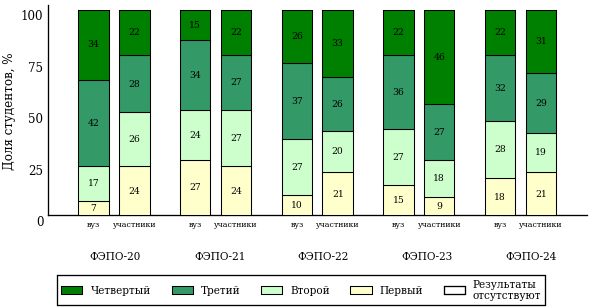 Доля студентов, %
100
75
50
25
0
34 22 15 22 26 33 22 46 22 31
42 28 34 27 37 26 36 27 32 29
17 26 24 27 27 20 27 18 28 19
7 24 27 24 10 21 15 9 18 21
вуз участники вуз участники вуз участники вуз участники вуз участники
ФЭПО-20 ФЭПО-21 ФЭПО-22 ФЭПО-23 ФЭПО-24
Четвертый Третий Второй Первый Результаты
отсутствуют